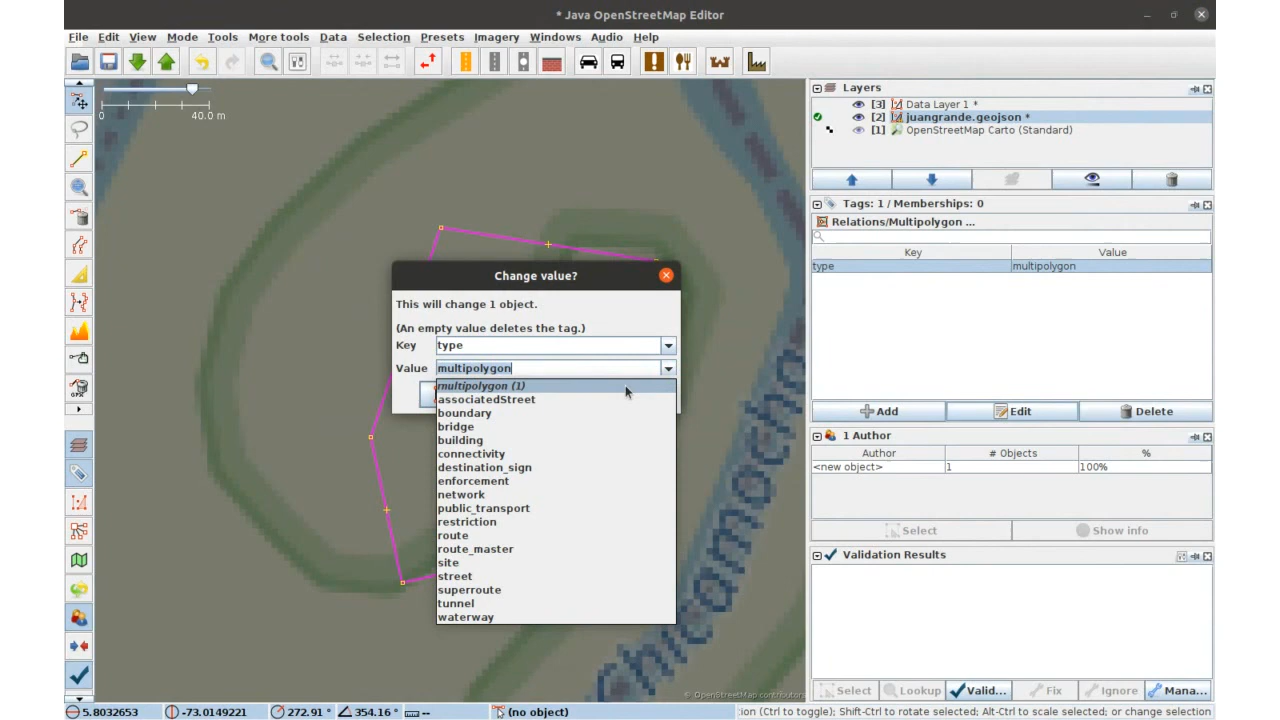 * Java OpenStreetMap Editor
File Edit View Mode Tools More tools Data Selection Presets Imagery Windows Audio Help
0 40.0 m
Layers
[3] Data Layer 1 *
[2] juangrande.geojson *
[1] OpenStreetMap Carto (Standard)
Tags: 1 / Memberships: 0
Relations/Multipolygon ...
Key Value
type multipolygon
Add Edit Delete
1 Author
Author # Objects %
<new object> 1 100%
Select Show info
Validation Results
Select Lookup Valid... Fix Ignore Mana...
Change value?
This will change 1 object.
(An empty value deletes the tag.)
Key type
Value multipolygon
multipolygon (1)
associatedStreet
boundary
bridge
building
connectivity
destination_sign
enforcement
network
public_transport
restriction
route
route_master
site
street
superroute
tunnel
waterway
© OpenStreetMap contributors
5.8032653 -73.0149221 272.91 ° 354.16 ° -- (no object) :ion (Ctrl to toggle); Shift-Ctrl to rotate selected; Alt-Ctrl to scale selected; or change selection